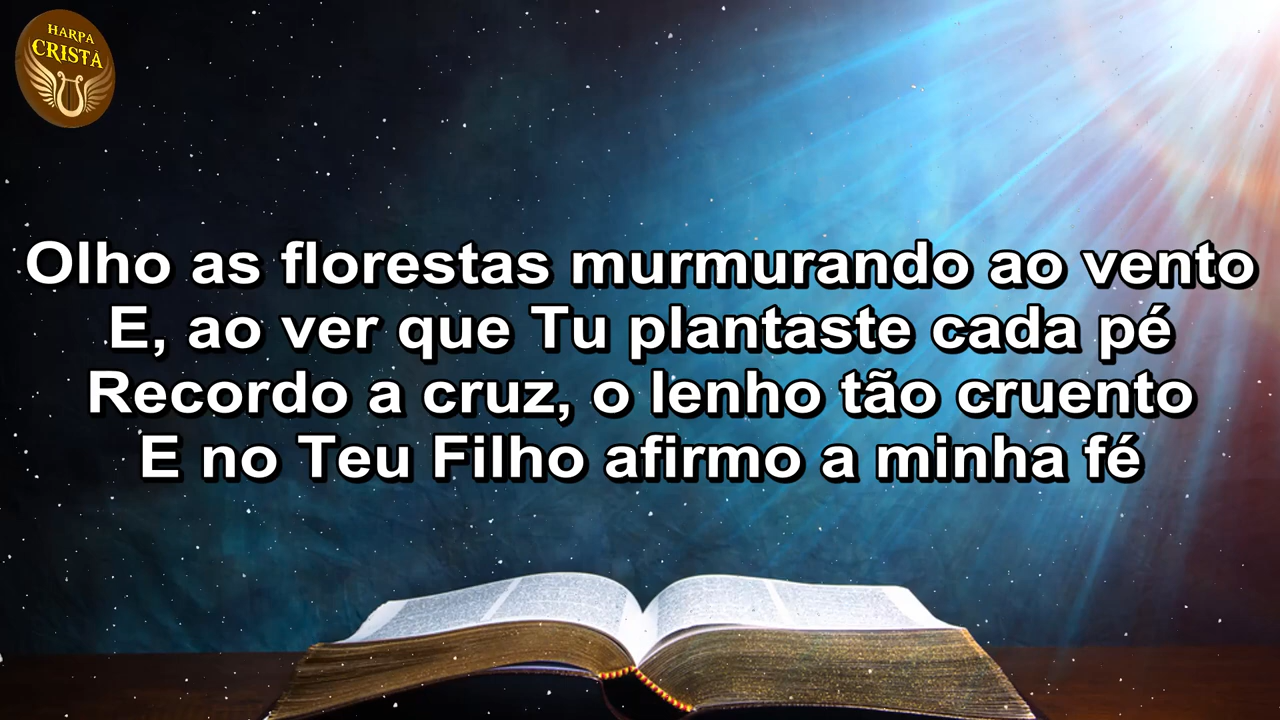 HARPA
CRISTÃ
Olho as florestas murmurando ao vento
E, ao ver que Tu plantaste cada pé
Recordo a cruz, o lenho tão cruento
E no Teu Filho afirmo a minha fé